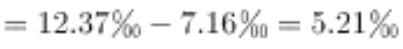 = 12.37‱ − 7.16‱ = 5.21‱